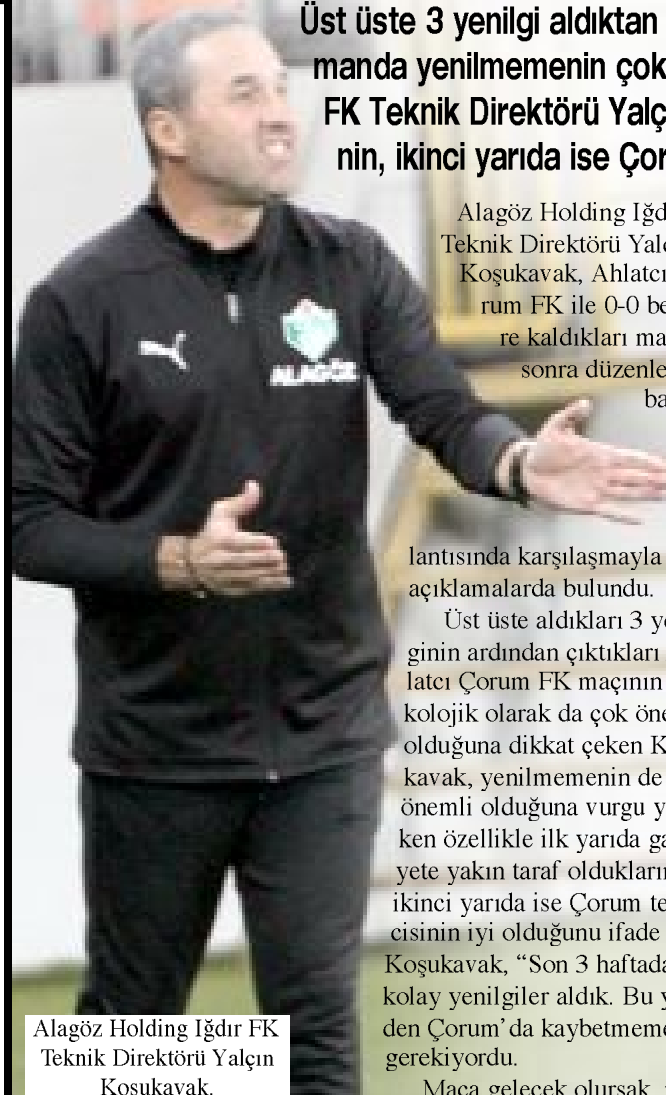 Üst üste 3 yenilgi aldıktan
manda yenilmemenin çok
FK Teknik Direktörü Yalç
nin, ikinci yarıda ise Çor
Alagöz Holding Iğdı
Teknik Direktörü Yalç
Koşukavak, Ahlatcı
rum FK ile 0-0 be
re kaldıkları ma
sonra düzenle
ba
ALAGÖZ
lantısında karşılaşmayla
açıklamalarda bulundu.
Üst üste aldıkları 3 ye
ginin ardından çıktıkları
latcı Çorum FK maçının
kolojik olarak da çok öne
olduğuna dikkat çeken K
kavak, yenilmemenin de
önemli olduğuna vurgu y
ken özellikle ilk yarıda ga
yete yakın taraf oldukların
ikinci yarıda ise Çorum te
cisinin iyi olduğunu ifade
Koşukavak, “Son 3 haftada
kolay yenilgiler aldık. Bu y
den Çorum’da kaybetmeme
gerekiyordu.
Maça gelecek olursak,
Alagöz Holding Iğdır FK
Teknik Direktörü Yalçın
Koşukavak.